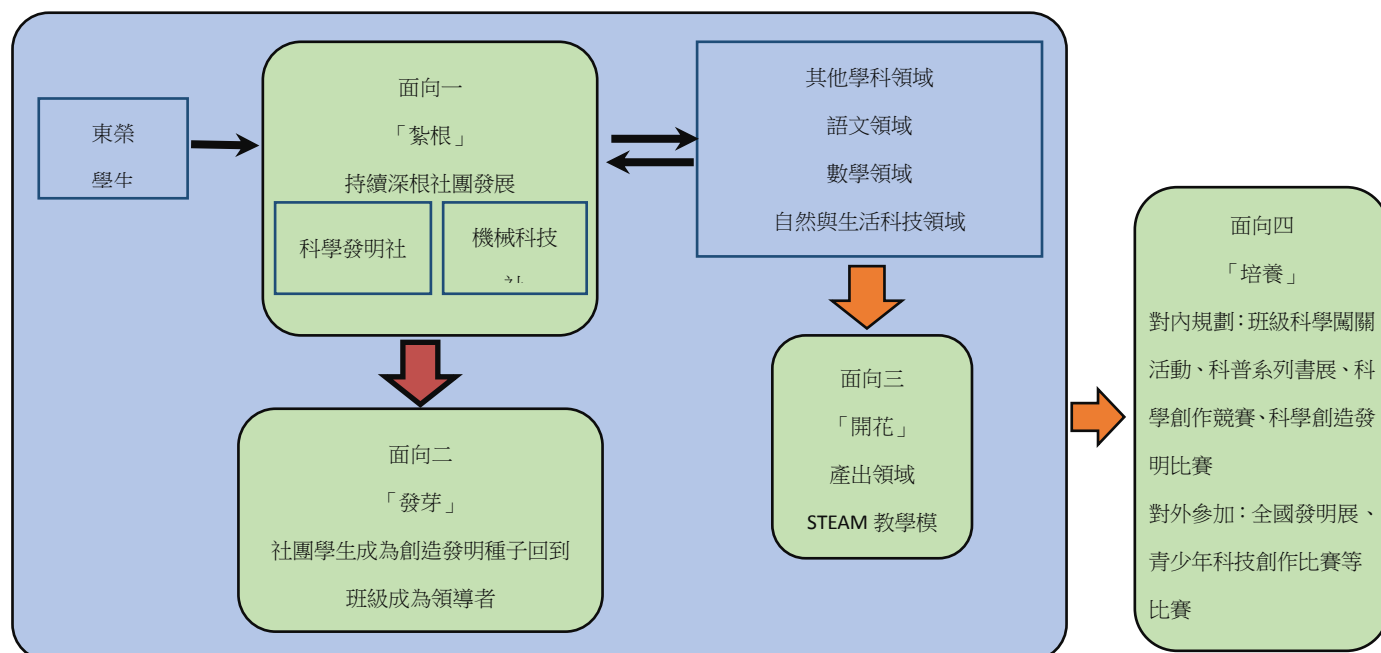 東榮
學生
面向一
「紮根」
持續深根社團發展
科學發明社
機械科技
其他學科領域
語文領域
數學領域
自然與生活科技領域
面向二
「發芽」
社團學生成為創造發明種子回到
班級成為領導者
面向三
「開花」
產出領域
STEAM 教學模
面向四
「培養」
對內規劃：班級科學闖關
活動、科普系列書展、科
學創作競賽、科學創造發
明比賽
對外參加：全國發明展、
青少年科技創作比賽等
比賽